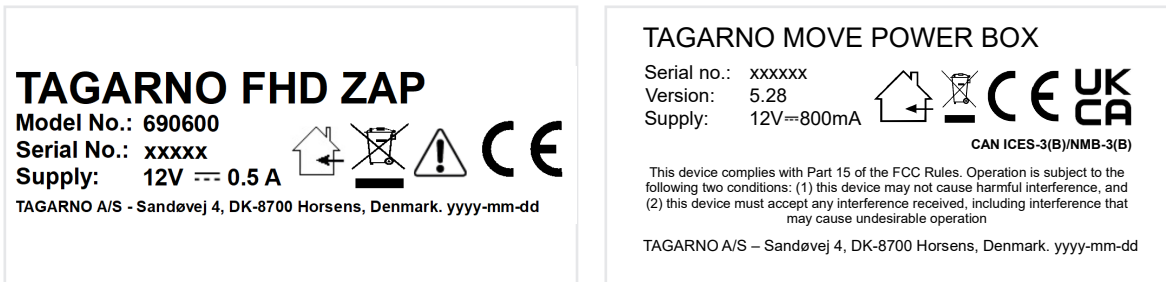 TAGARNO FHD ZAP
Model No.: 690600
Serial No.: xxxxx
Supply: 12V ⎓ 0.5 A
CE
TAGARNO A/S - Sandøvej 4, DK-8700 Horsens, Denmark. yyyy-mm-dd
TAGARNO MOVE POWER BOX
Serial no.: xxxxxx
Version: 5.28
Supply: 12V⎓800mA
CE
UK
CA
CAN ICES-3(B)/NMB-3(B)
This device complies with Part 15 of the FCC Rules. Operation is subject to the
following two conditions: (1) this device may not cause harmful interference, and
(2) this device must accept any interference received, including interference that
may cause undesirable operation
TAGARNO A/S – Sandøvej 4, DK-8700 Horsens, Denmark. yyyy-mm-dd